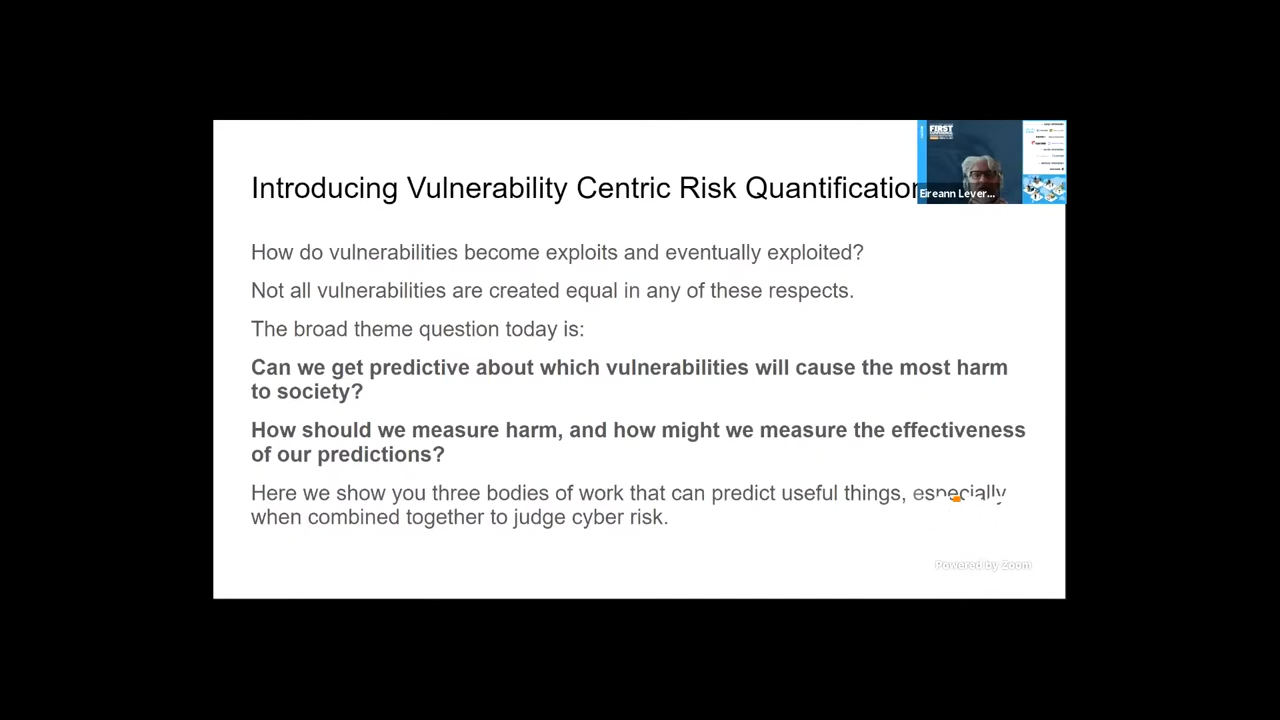 Introducing Vulnerability Centric Risk Quantification
FIRST
CONFERENCE
Eireann Lever...
How do vulnerabilities become exploits and eventually exploited?
Not all vulnerabilities are created equal in any of these respects.
The broad theme question today is:
Can we get predictive about which vulnerabilities will cause the most harm
to society?
How should we measure harm, and how might we measure the effectiveness
of our predictions?
Here we show you three bodies of work that can predict useful things, especially
when combined together to judge cyber risk.
Powered by Zoom